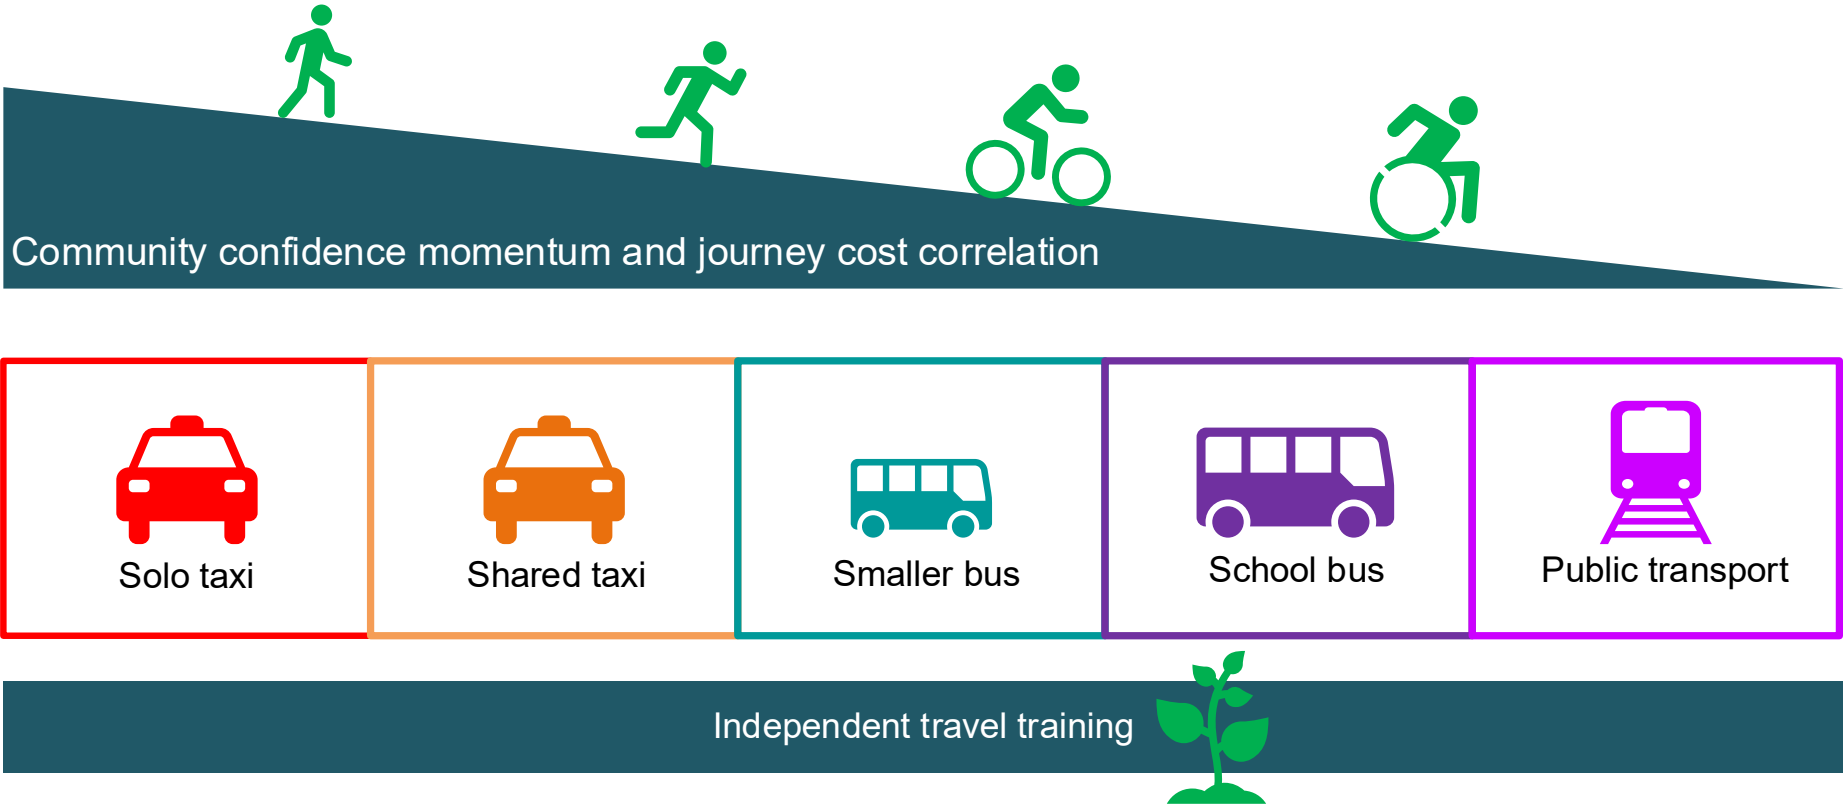 Community confidence momentum and journey cost correlation
Solo taxi
Shared taxi
Smaller bus
School bus
Public transport
Independent travel training